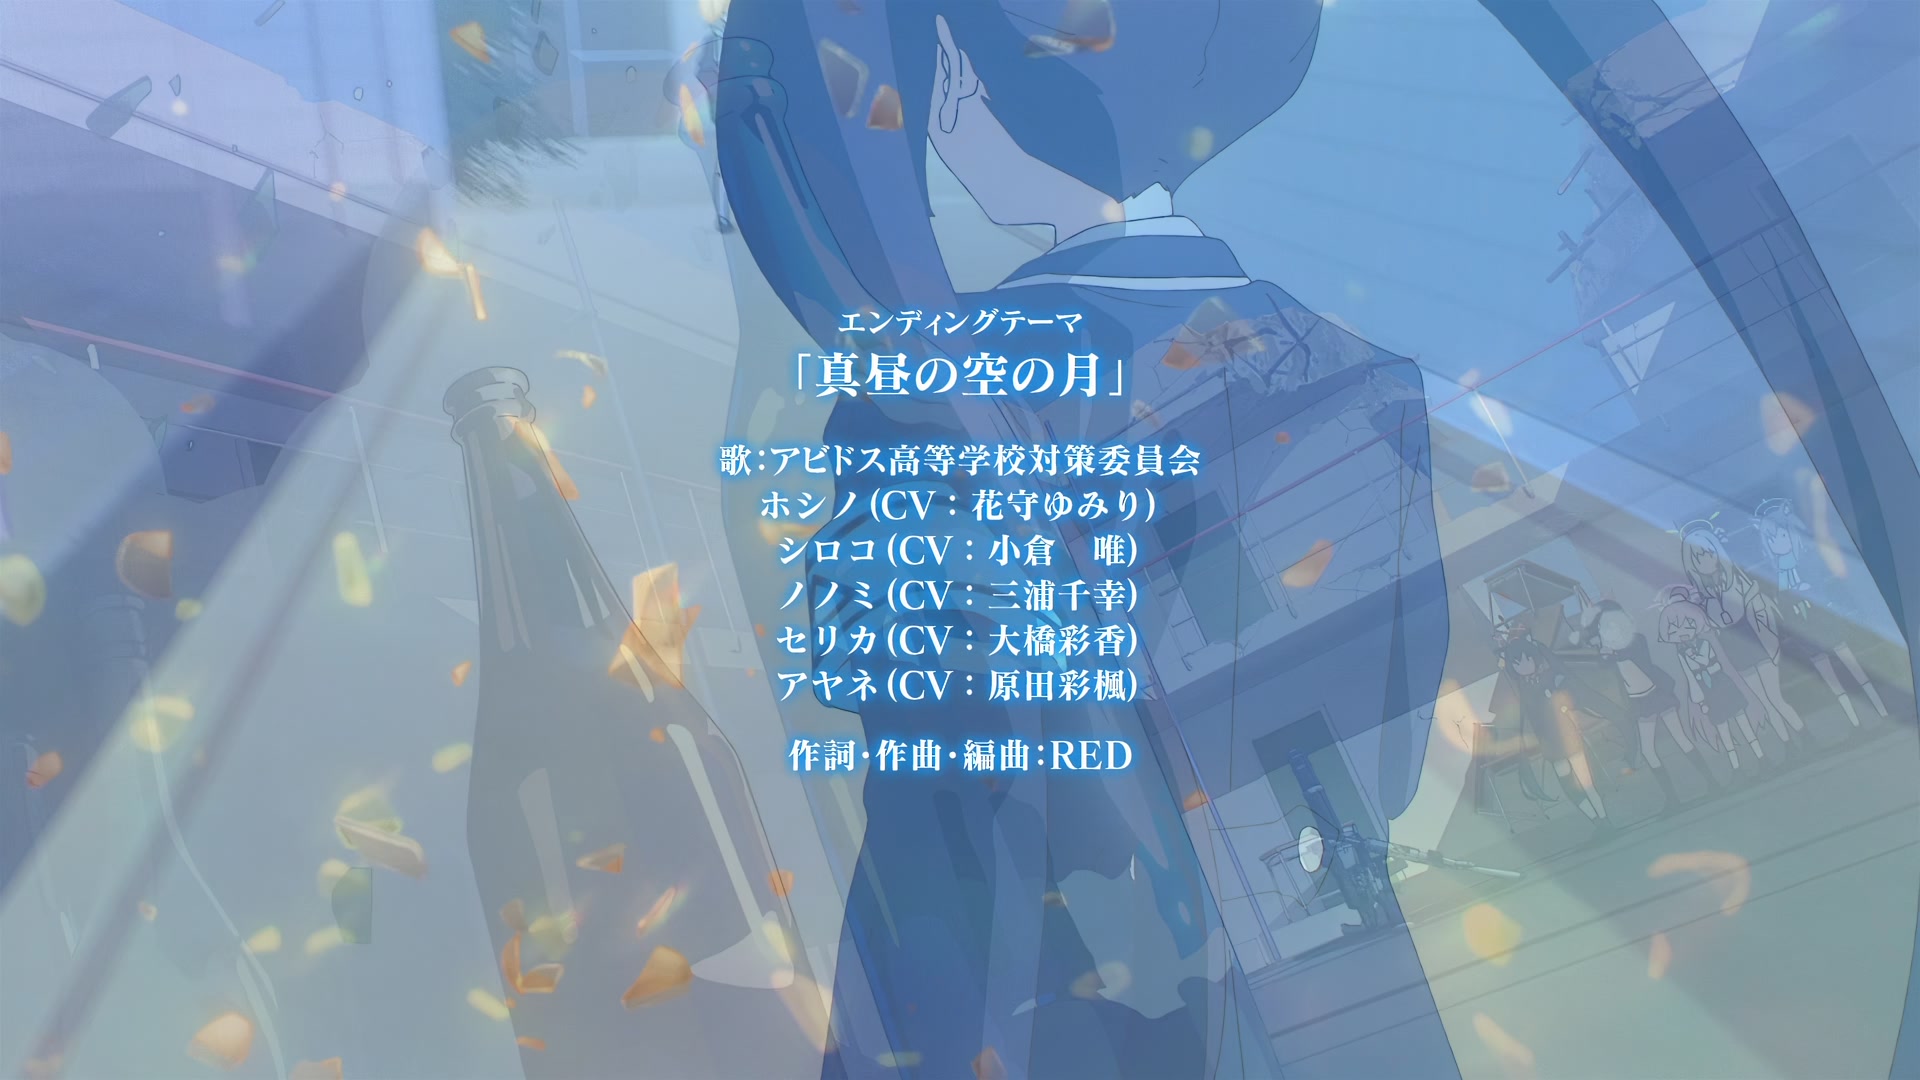 エンディングテーマ
「真昼の空の月」
歌：アビドス高等学校対策委員会
ホシノ（CV：花守ゆみり）
シロコ（CV：小倉　唯）
ノノミ（CV：三浦千幸）
セリカ（CV：大橋彩香）
アヤネ（CV：原田彩楓）
作詞・作曲・編曲：RED